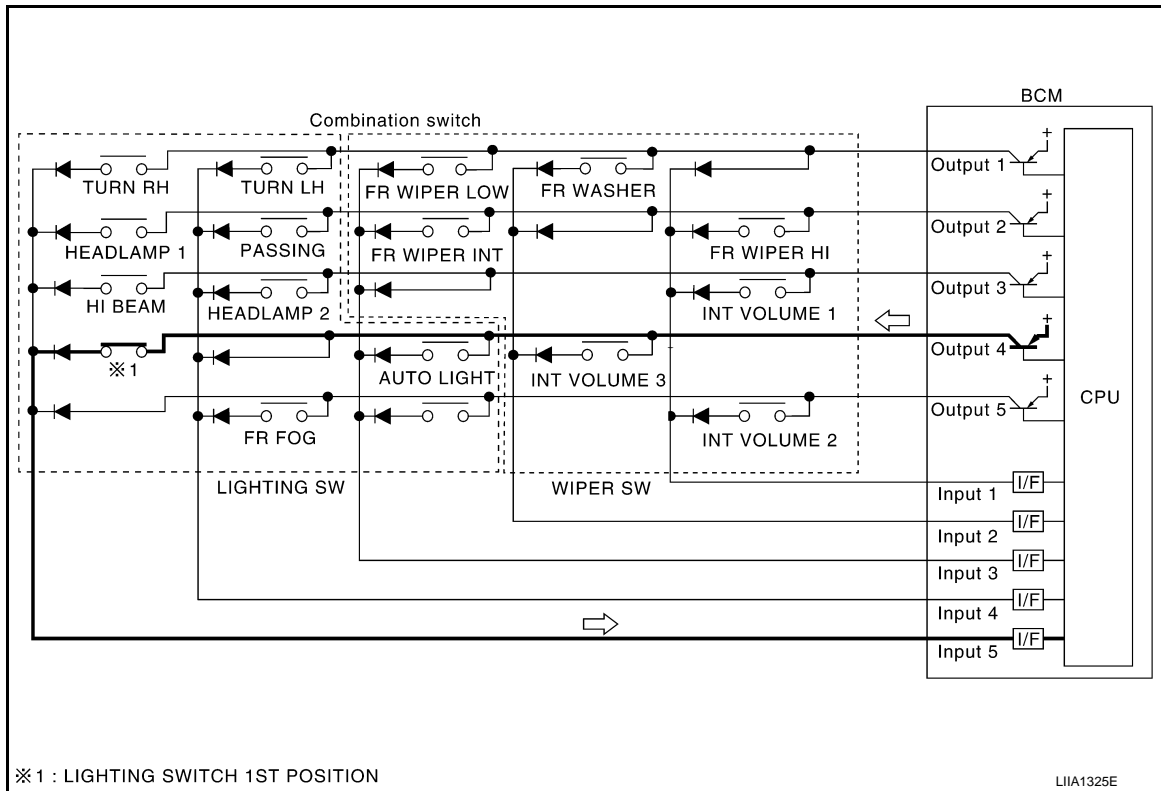 BCM
Combination switch
+
Output 1
TURN RH
TURN LH
FR WIPER LOW
FR WASHER
+
Output 2
HEADLAMP 1
PASSING
FR WIPER INT
FR WIPER HI
+
Output 3
HI BEAM
HEADLAMP 2
INT VOLUME 1
+
Output 4
※1
AUTO LIGHT
INT VOLUME 3
+
CPU
Output 5
FR FOG
INT VOLUME 2
LIGHTING SW
WIPER SW
Input 1
I/F
Input 2
I/F
Input 3
I/F
Input 4
I/F
Input 5
I/F
※1 : LIGHTING SWITCH 1ST POSITION
LIIA1325E